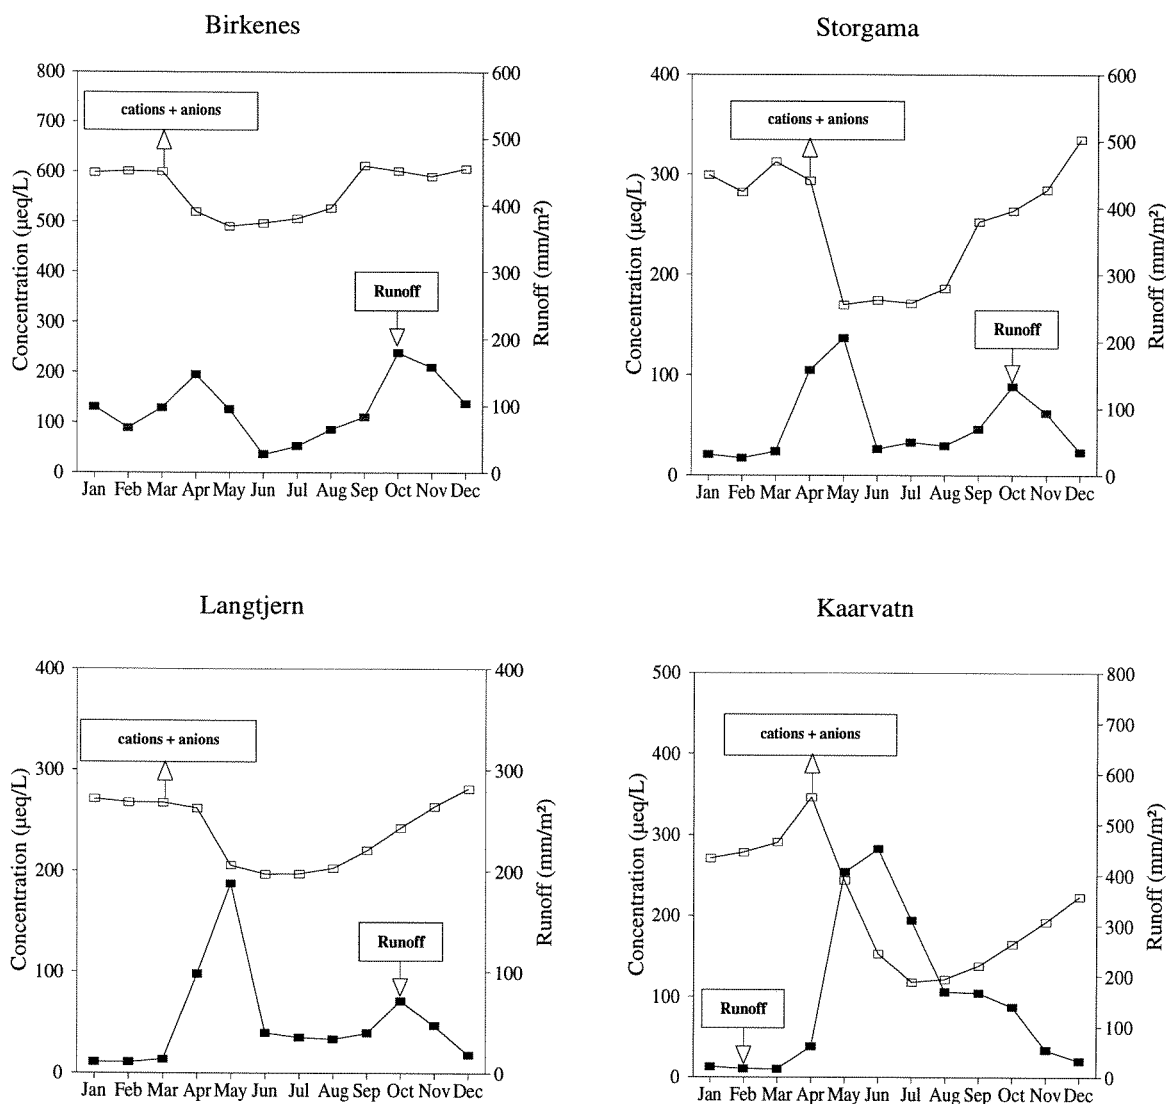 Birkenes
800
700
600
500
400
300
200
100
0
Concentration (µeq/L)
600
500
400
300
200
100
0
Runoff (mm/m²)
cations + anions
Runoff
Jan Feb Mar Apr May Jun Jul Aug Sep Oct Nov Dec
Storgama
400
300
200
100
0
Concentration (µeq/L)
600
500
400
300
200
100
0
Runoff (mm/m²)
cations + anions
Runoff
Jan Feb Mar Apr May Jun Jul Aug Sep Oct Nov Dec
Langtjern
400
300
200
100
0
Concentration (µeq/L)
400
300
200
100
0
Runoff (mm/m²)
cations + anions
Runoff
Jan Feb Mar Apr May Jun Jul Aug Sep Oct Nov Dec
Kaarvatn
500
400
300
200
100
0
Concentration (µeq/L)
800
700
600
500
400
300
200
100
0
Runoff (mm/m²)
cations + anions
Runoff
Jan Feb Mar Apr May Jun Jul Aug Sep Oct Nov Dec